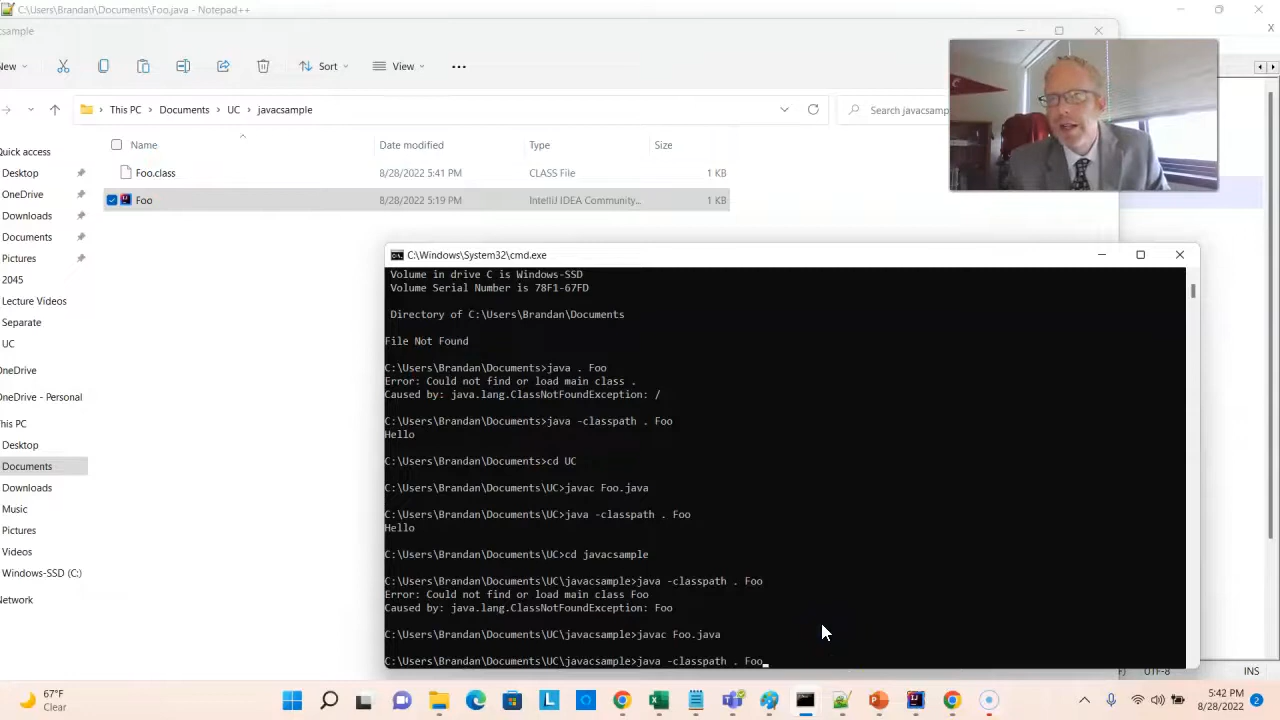 C:\Users\Brandan\Documents\Foo.java - Notepad++
csample
New
Sort
View
This PC
Documents
UC
javacsample
Search javacsamp
Name
Date modified
Type
Size
Foo.class
8/28/2022 5:41 PM
CLASS File
1 KB
Foo
8/28/2022 5:19 PM
IntelliJ IDEA Community...
1 KB
Quick access
Desktop
OneDrive
Downloads
Documents
Pictures
2045
Lecture Videos
Separate
UC
OneDrive
OneDrive - Personal
This PC
Desktop
Documents
Downloads
Music
Pictures
Videos
Windows-SSD (C:)
Network
C:\Windows\System32\cmd.exe
Volume in drive C is Windows-SSD
Volume Serial Number is 78F1-67FD
Directory of C:\Users\Brandan\Documents
File Not Found
C:\Users\Brandan\Documents>java . Foo
Error: Could not find or load main class .
Caused by: java.lang.ClassNotFoundException: /
C:\Users\Brandan\Documents>java -classpath . Foo
Hello
C:\Users\Brandan\Documents>cd UC
C:\Users\Brandan\Documents\UC>javac Foo.java
C:\Users\Brandan\Documents\UC>java -classpath . Foo
Hello
C:\Users\Brandan\Documents\UC>cd javacsample
C:\Users\Brandan\Documents\UC\javacsample>java -classpath . Foo
Error: Could not find or load main class Foo
Caused by: java.lang.ClassNotFoundException: Foo
C:\Users\Brandan\Documents\UC\javacsample>javac Foo.java
C:\Users\Brandan\Documents\UC\javacsample>java -classpath . Foo_
UTF-8
INS
67°F
Clear
5:42 PM
8/28/2022
2